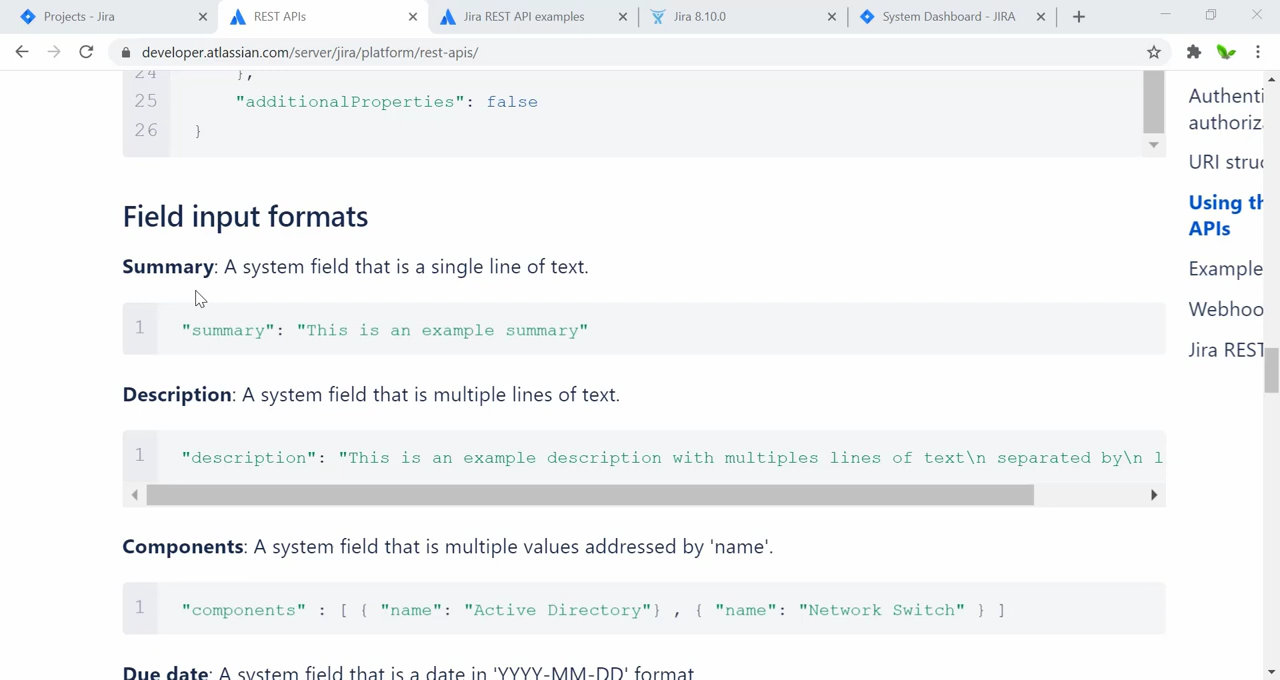 Projects - Jira
REST APIs
Jira REST API examples
Jira 8.10.0
System Dashboard - JIRA
developer.atlassian.com/server/jira/platform/rest-apis/
24 },
25 "additionalProperties": false
26 }
Field input formats
Summary: A system field that is a single line of text.
1 "summary": "This is an example summary"
Description: A system field that is multiple lines of text.
1 "description": "This is an example description with multiples lines of text\n separated by\n l
Components: A system field that is multiple values addressed by 'name'.
1 "components" : [ { "name": "Active Directory"} , { "name": "Network Switch" } ]
Due date: A system field that is a date in 'YYYY-MM-DD' format
Authenti
authoriz
URI struc
Using th
APIs
Example
Webhoo
Jira REST